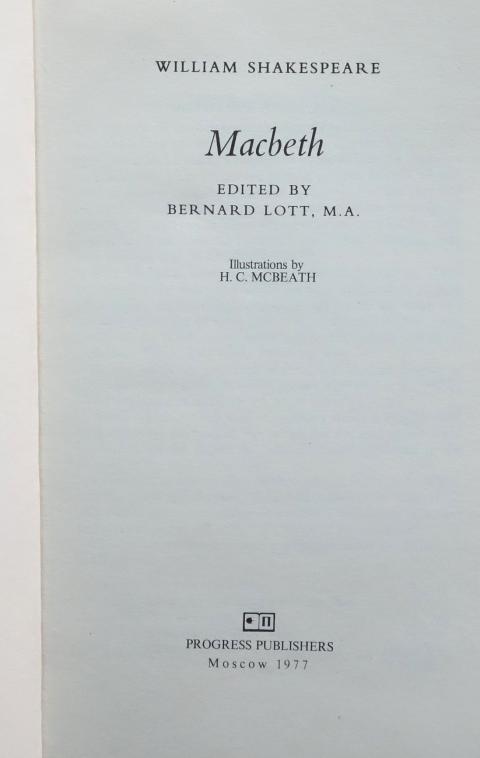 WILLIAM SHAKESPEARE
Macbeth
EDITED BY
BERNARD LOTT, M.A.
Illustrations by
H. C. MCBEATH
П
PROGRESS PUBLISHERS
Moscow 1977